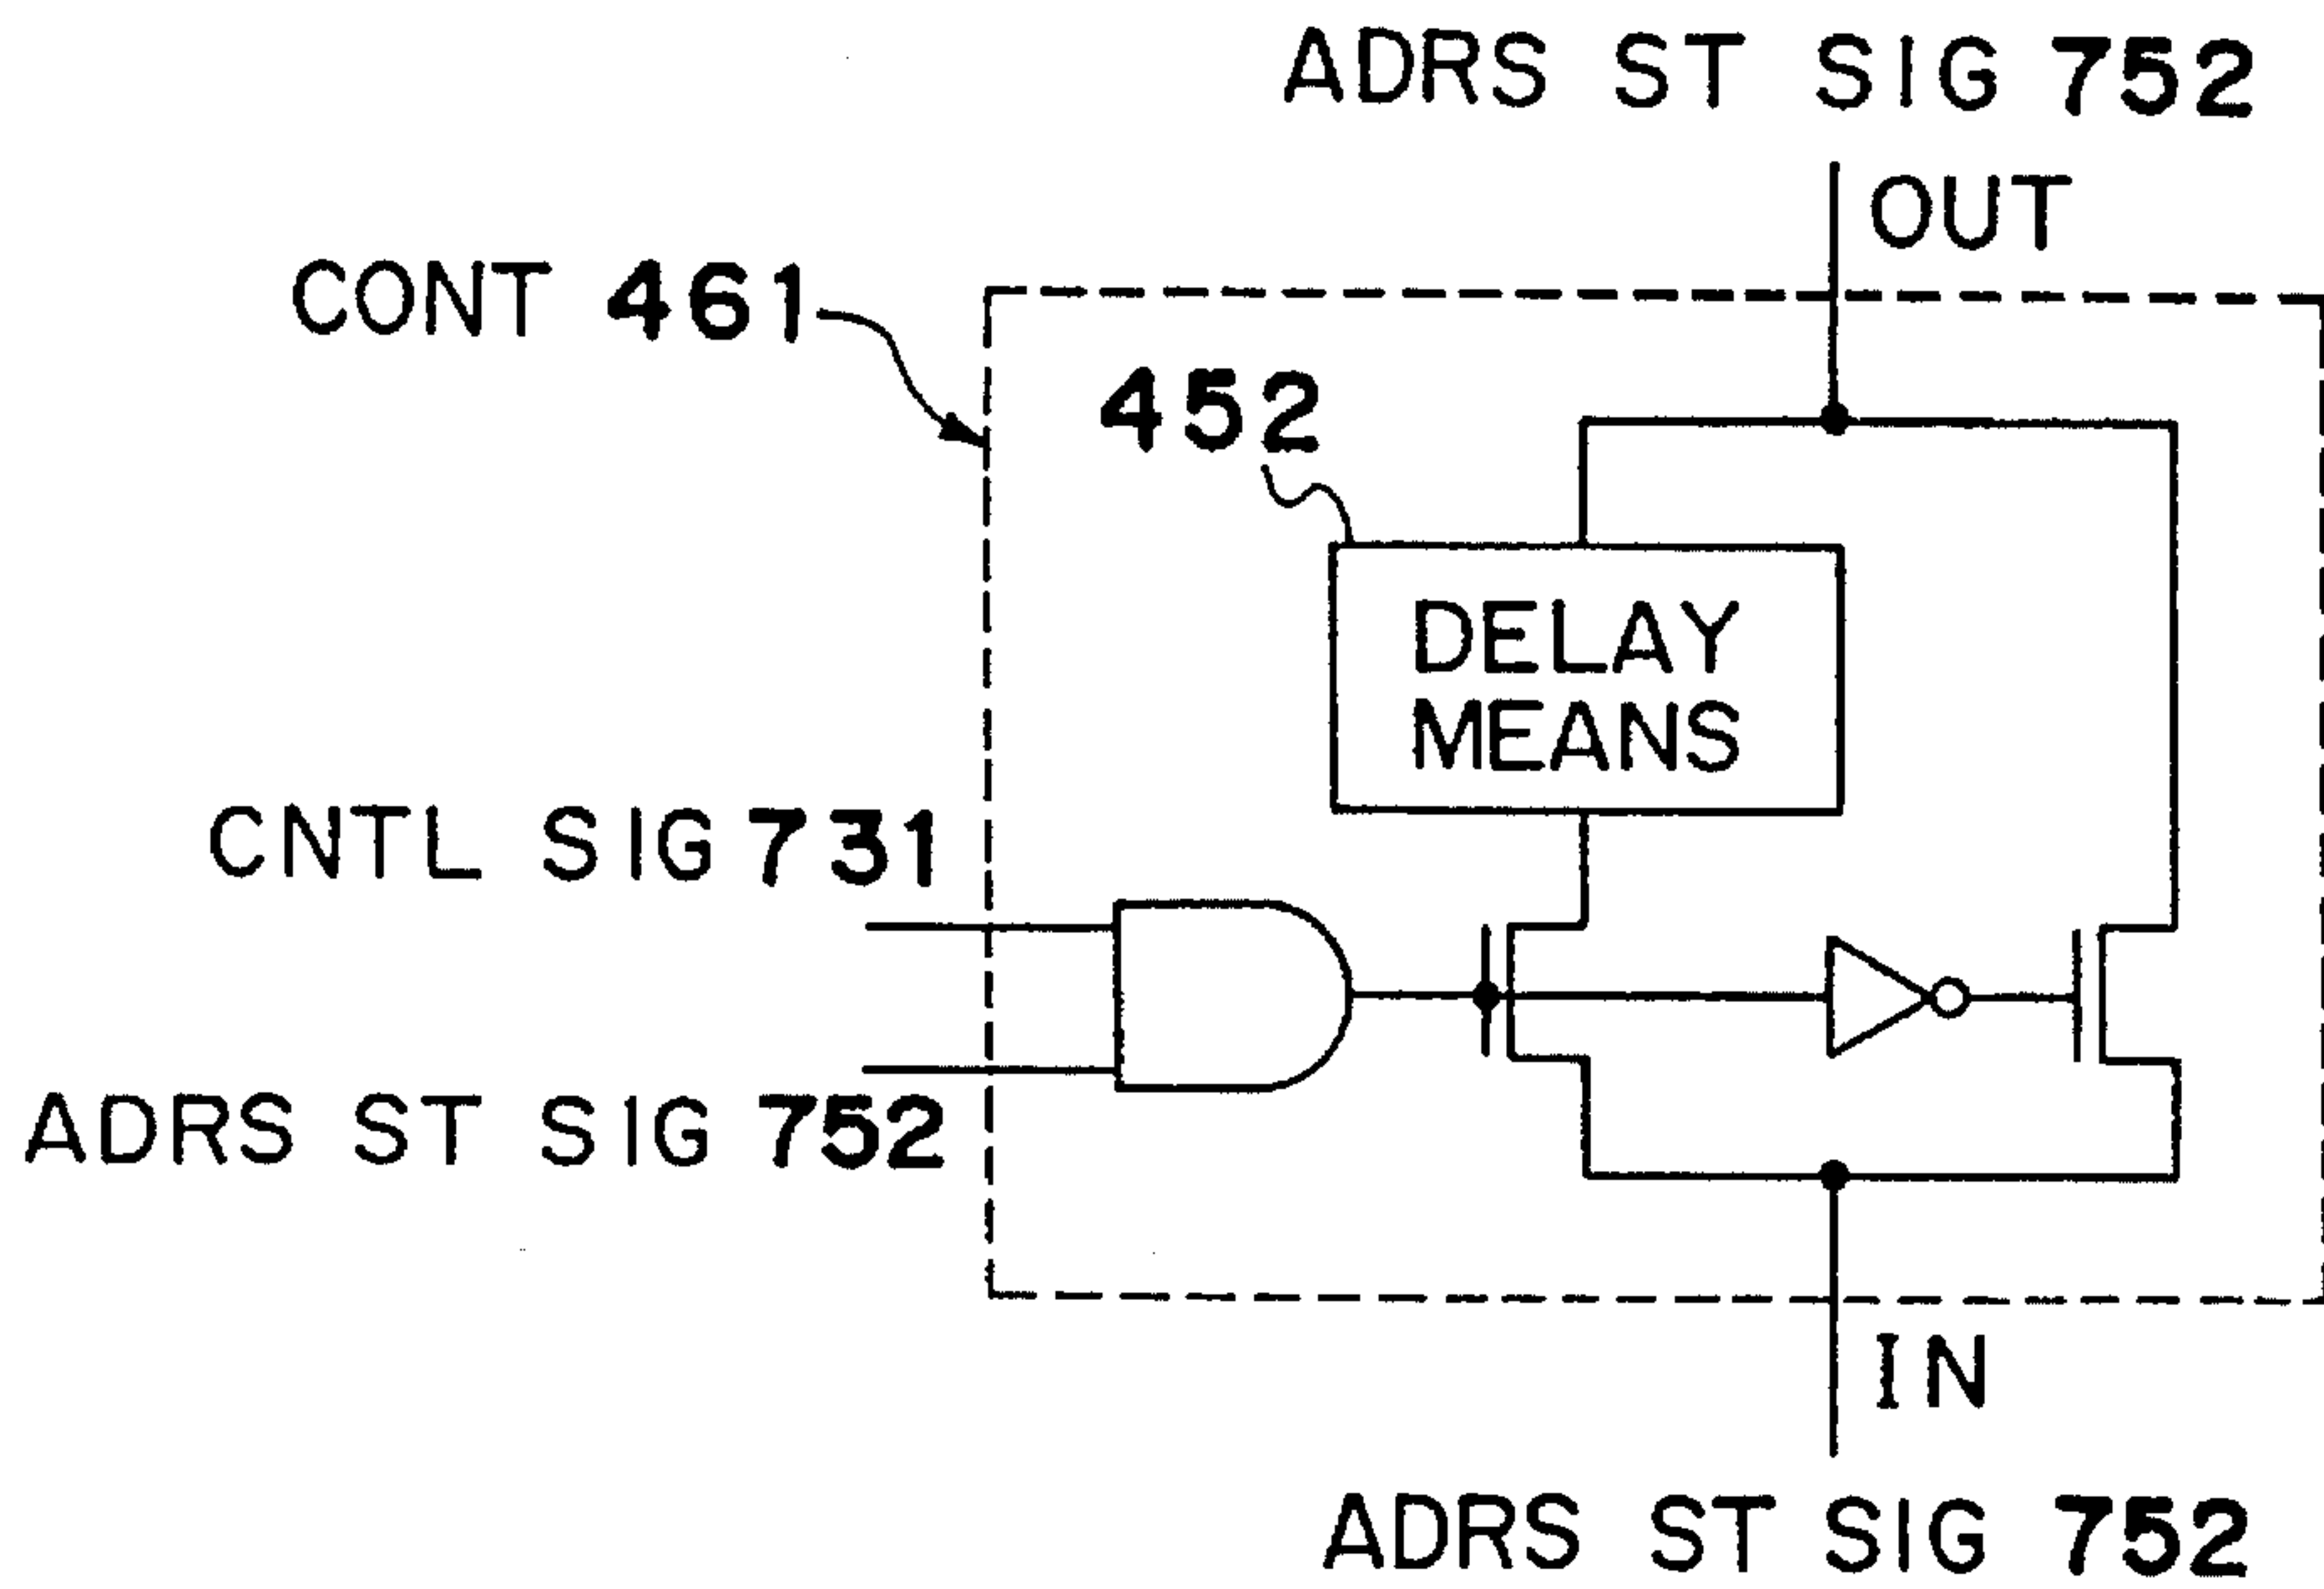 ADRS ST SIG 752
OUT
CONT 461
452
DELAY
MEANS
CNTL SIG 731
ADRS ST SIG 752
IN
ADRS ST SIG 752